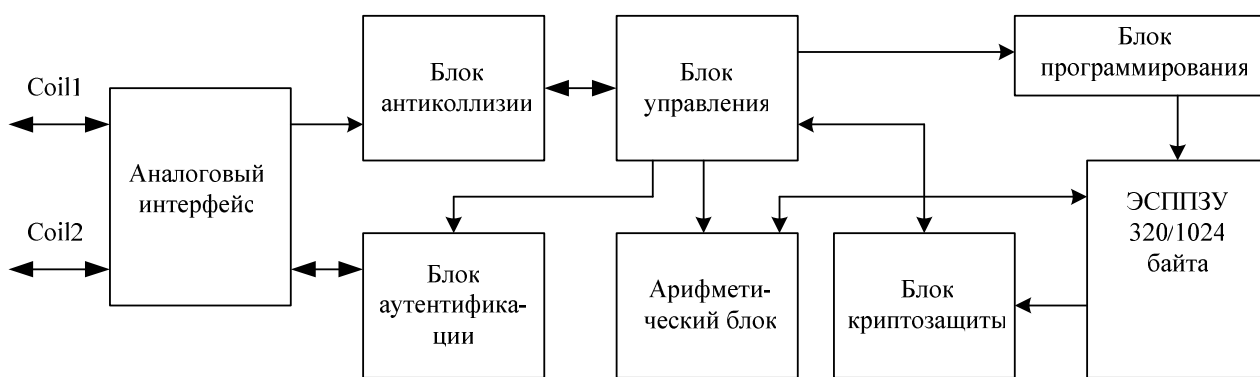 Coil1
Coil2
Аналоговый
интерфейс
Блок
антиколлизии
Блок
управления
Блок
программирования
Блок
аутентифика-
ции
Арифмети-
ческий блок
Блок
криптозащиты
ЭСППЗУ
320/1024
байта